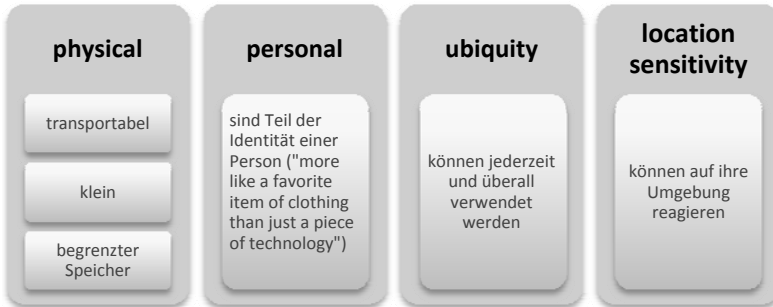 physical
transportabel
klein
begrenzter
Speicher
personal
sind Teil der
Identität einer
Person ("more
like a favorite
item of clothing
than just a piece
of technology")
ubiquity
können jederzeit
und überall
verwendet
werden
location
sensitivity
können auf ihre
Umgebung
reagieren